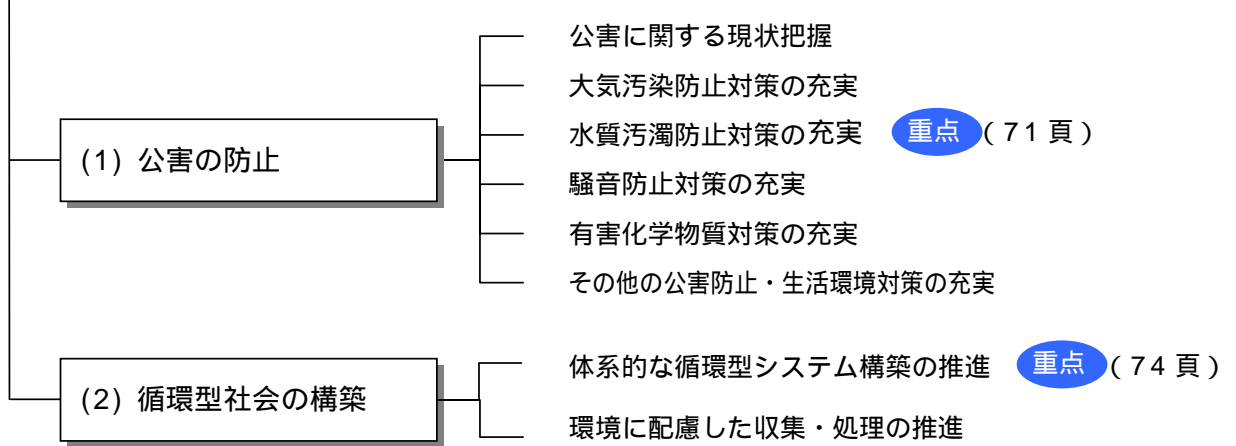 公害に関する現状把握
大気汚染防止対策の充実
水質汚濁防止対策の充実 重点 (71頁)
(1) 公害の防止
騒音防止対策の充実
有害化学物質対策の充実
その他の公害防止・生活環境対策の充実
体系的な循環型システム構築の推進 重点 (74頁)
(2) 循環型社会の構築
環境に配慮した収集・処理の推進